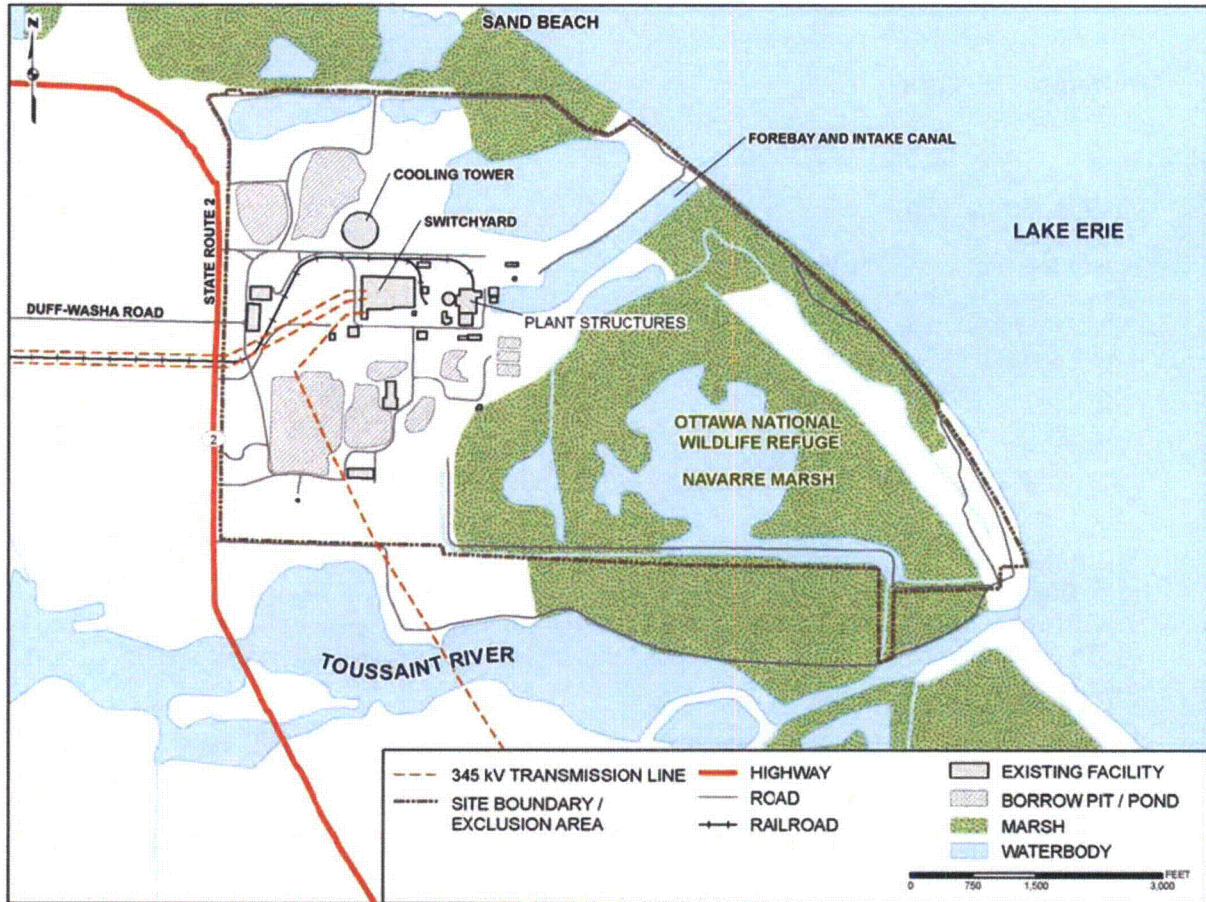 SAND BEACH
N
FOREBAY AND INTAKE CANAL
COOLING TOWER
LAKE ERIE
STATE ROUTE 2
SWITCHYARD
DUFF-WASHA ROAD
PLANT STRUCTURES
OTTAWA NATIONAL
WILDLIFE REFUGE
2
NAVARRE MARSH
TOUSSAINT RIVER
345 kV TRANSMISSION LINE
SITE BOUNDARY /
EXCLUSION AREA
HIGHWAY
ROAD
RAILROAD
EXISTING FACILITY
BORROW PIT / POND
MARSH
WATERBODY
FEET
0 750 1,500 3,000